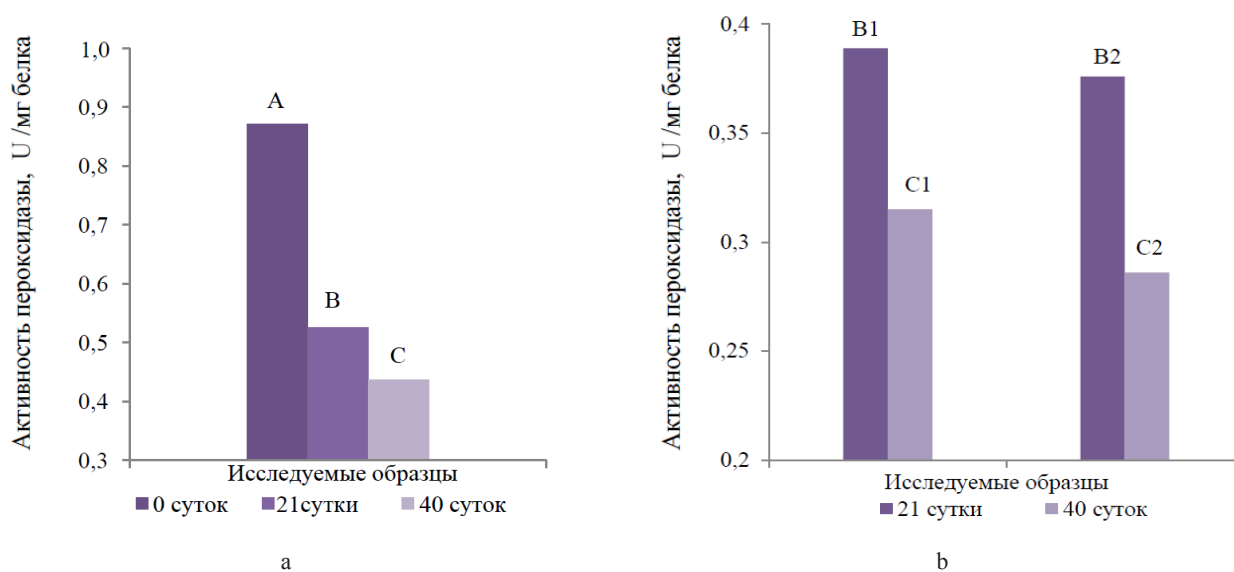 Активность пероксидазы, U /мг белка
1,0
0,9
0,8
0,7
0,6
0,5
0,4
0,3
A
B
C
Исследуемые образцы
0 суток 21сутки 40 суток
a
Активность пероксидазы, U /мг белка
0,4
0,35
0,3
0,25
0,2
B1
C1
B2
C2
Исследуемые образцы
21 сутки 40 суток
b